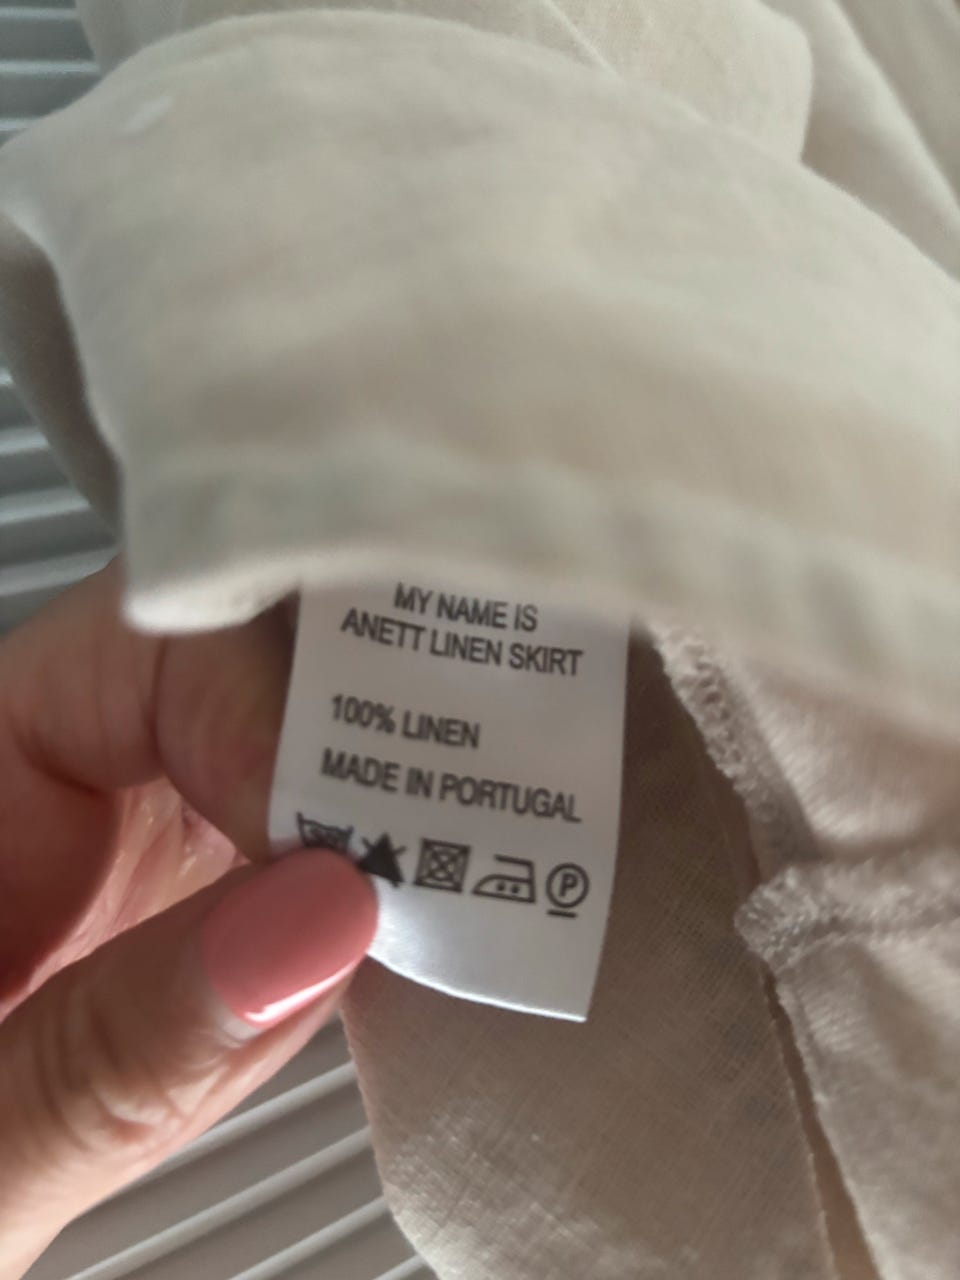 MY NAME IS
ANETT LINEN SKIRT
100% LINEN
MADE IN PORTUGAL
P